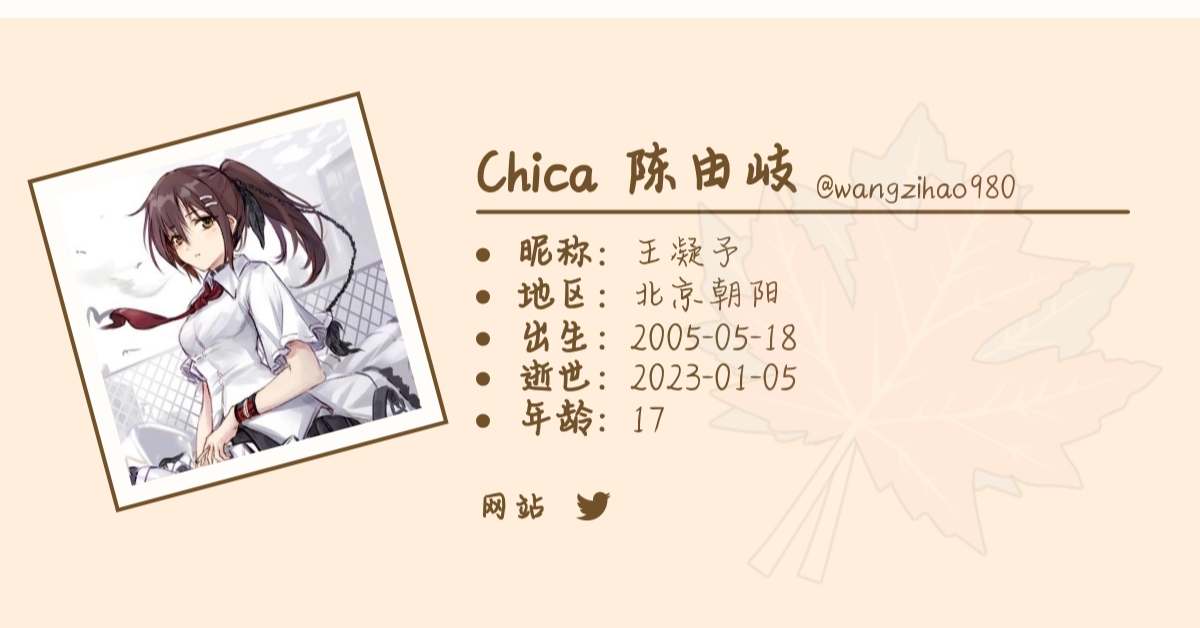 Chica 陈由岐 @wangzihao980
昵称： 王凝予
地区： 北京朝阳
出生： 2005-05-18
逝世： 2023-01-05
年龄： 17
网站